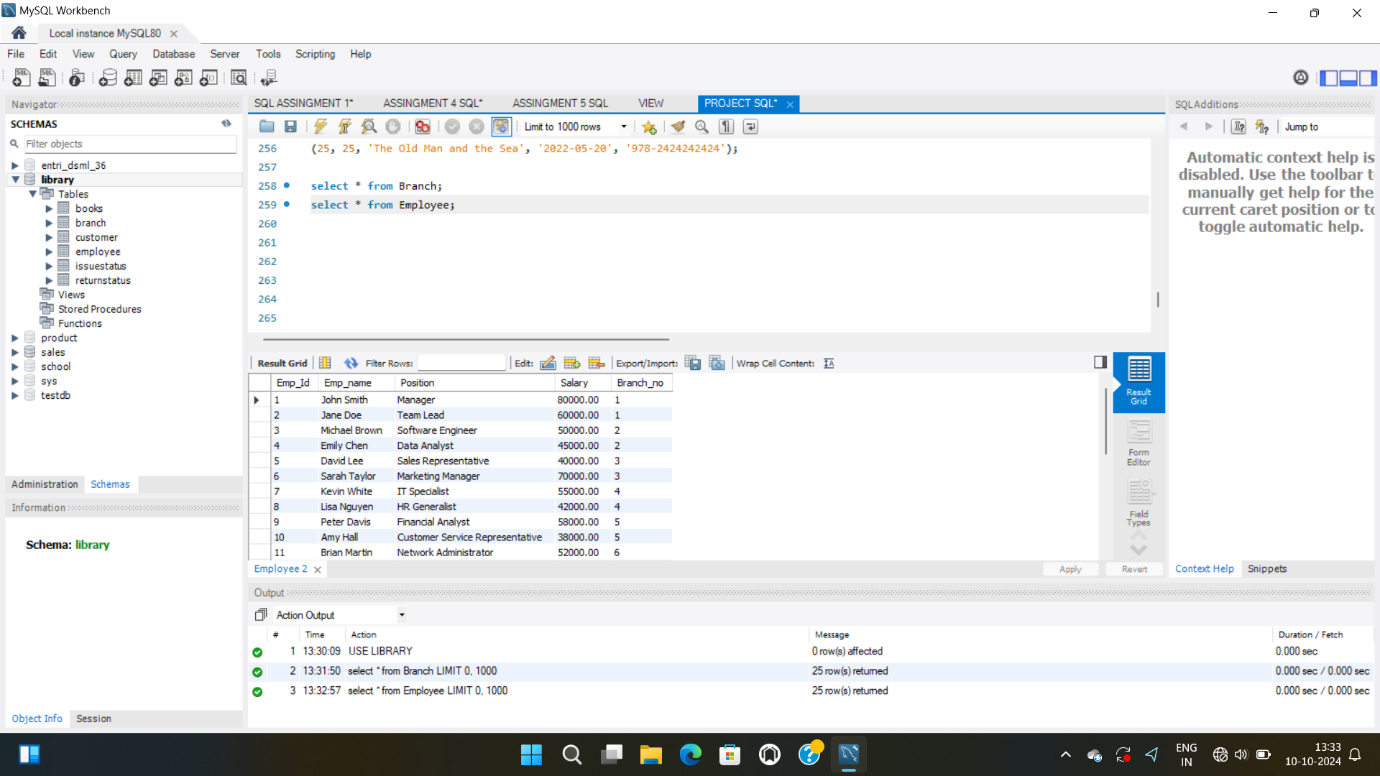 MySQL Workbench
Local instance MySQL80
File Edit View Query Database Server Tools Scripting Help
Navigator
SCHEMAS
Filter objects
entri_dsml_36
library
Tables
books
branch
customer
employee
issuestatus
returnstatus
Views
Stored Procedures
Functions
product
sales
school
sys
testdb
Administration Schemas
Information
Schema: library
Object Info Session
SQL ASSINGMENT 1* ASSINGMENT 4 SQL* ASSINGMENT 5 SQL VIEW PROJECT SQL*
Limit to 1000 rows
256 (25, 25, 'The Old Man and the Sea', '2022-05-20', '978-2424242424');
257
258 select * from Branch;
259 select * from Employee;
260
261
262
263
264
265
Result Grid Filter Rows: Edit: Export/Import: Wrap Cell Content:
Emp_Id Emp_name Position Salary Branch_no
1 John Smith Manager 80000.00 1
2 Jane Doe Team Lead 60000.00 1
3 Michael Brown Software Engineer 50000.00 2
4 Emily Chen Data Analyst 45000.00 2
5 David Lee Sales Representative 40000.00 3
6 Sarah Taylor Marketing Manager 70000.00 3
7 Kevin White IT Specialist 55000.00 4
8 Lisa Nguyen HR Generalist 42000.00 4
9 Peter Davis Financial Analyst 58000.00 5
10 Amy Hall Customer Service Representative 38000.00 5
11 Brian Martin Network Administrator 52000.00 6
Employee 2
Apply Revert
Result
Grid
Form
Editor
Field
Types
SQLAdditions
Jump to
Automatic context help is
disabled. Use the toolbar t
manually get help for the
current caret position or to
toggle automatic help.
Context Help Snippets
Output
Action Output
# Time Action Message Duration / Fetch
1 13:30:09 USE LIBRARY 0 row(s) affected 0.000 sec
2 13:31:50 select * from Branch LIMIT 0, 1000 25 row(s) returned 0.000 sec / 0.000 sec
3 13:32:57 select * from Employee LIMIT 0, 1000 25 row(s) returned 0.000 sec / 0.000 sec
ENG
IN
13:33
10-10-2024